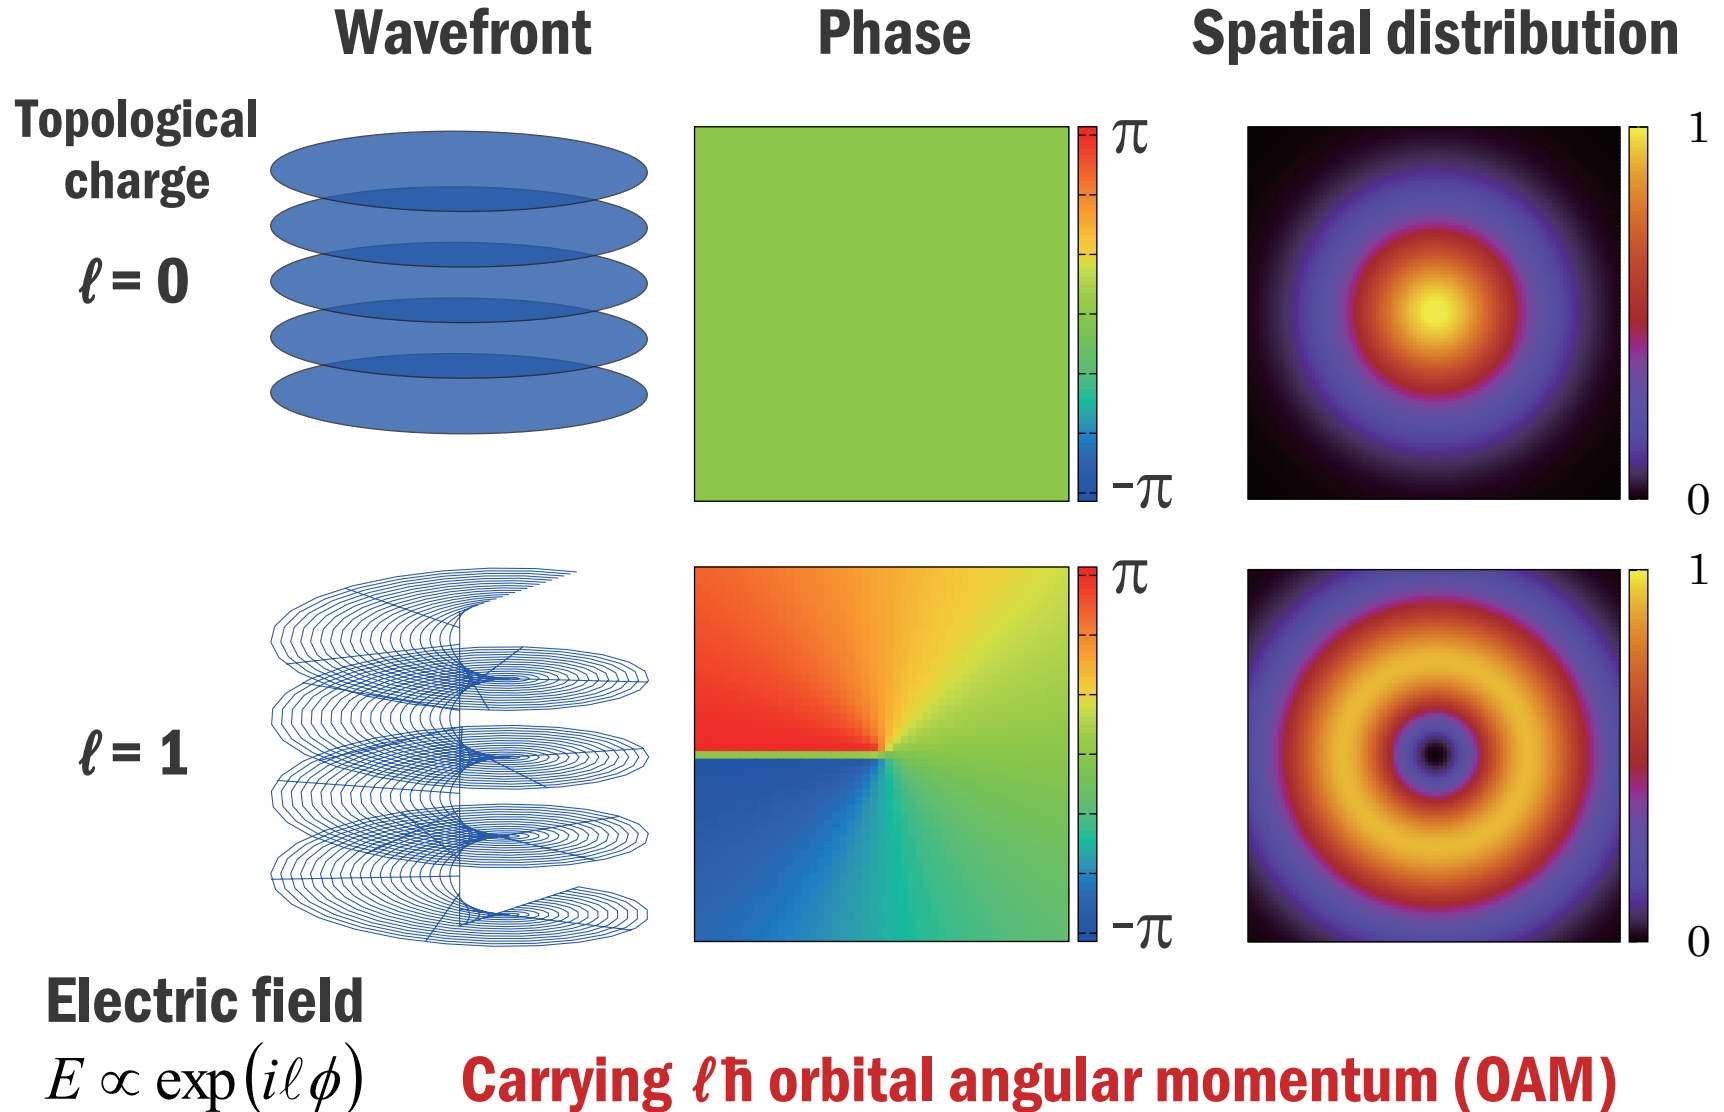 Wavefront Phase Spatial distribution
Topological
charge
ℓ = 0
π
-π
1
0
ℓ = 1
π
-π
1
0
Electric field
E ∝ exp(iℓϕ)
Carrying ℓħ orbital angular momentum (OAM)